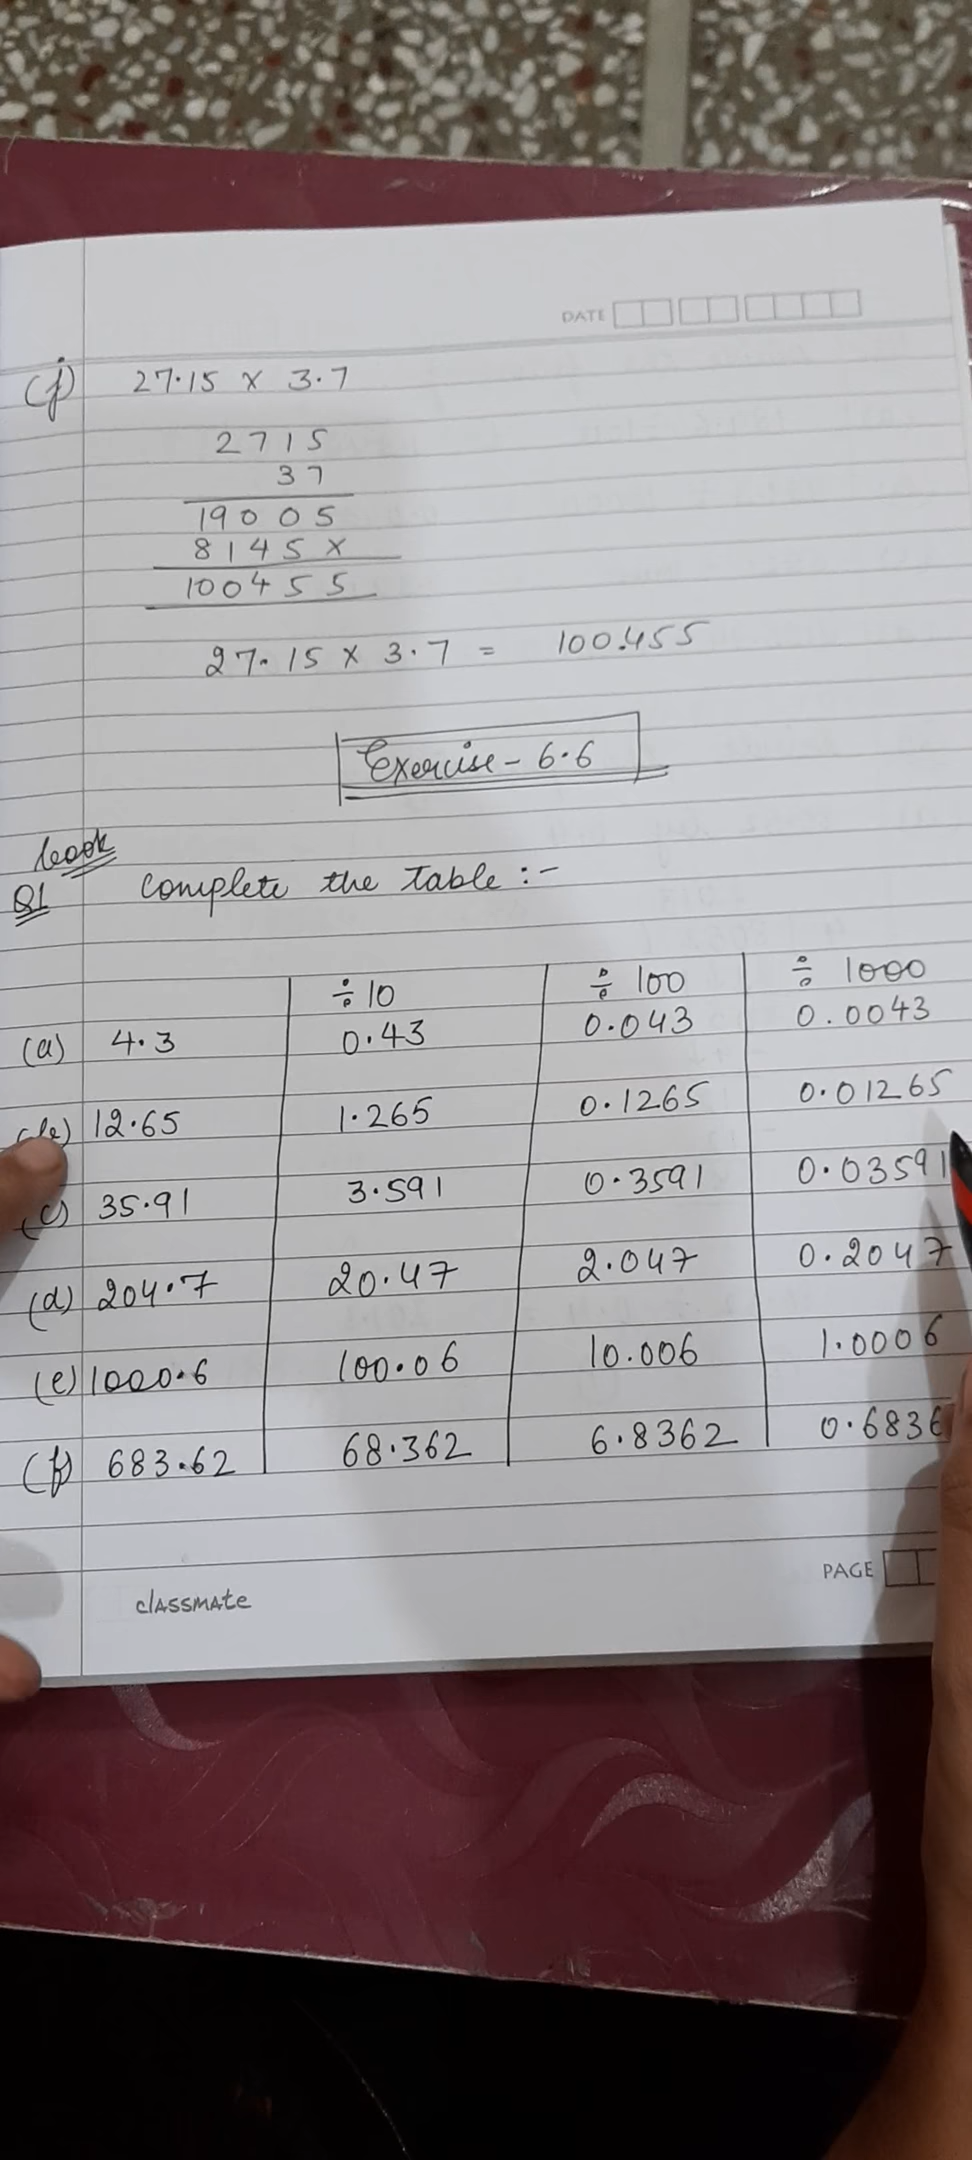 DATE
(j) 27.15 x 3.7
2715
37
19005
8145x
100455
27.15 x 3.7 = 100.455
Exercise - 6.6
book
Q1 Complete the table :-
÷ 10 ÷ 100 ÷ 1000
(a) 4.3 0.43 0.043 0.0043
(b) 12.65 1.265 0.1265 0.01265
(c) 35.91 3.591 0.3591 0.03591
(d) 204.7 20.47 2.047 0.2047
(e) 1000.6 100.06 10.006 1.0006
(f) 683.62 68.362 6.8362 0.6836
PAGE
classmate